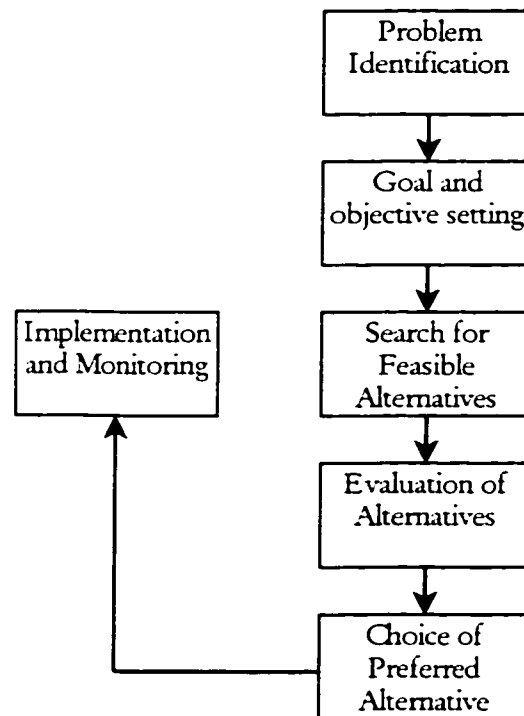 Problem
Identification
Goal and
objective setting
Search for
Feasible
Alternatives
Evaluation of
Alternatives
Choice of
Preferred
Alternative
Implementation
and Monitoring